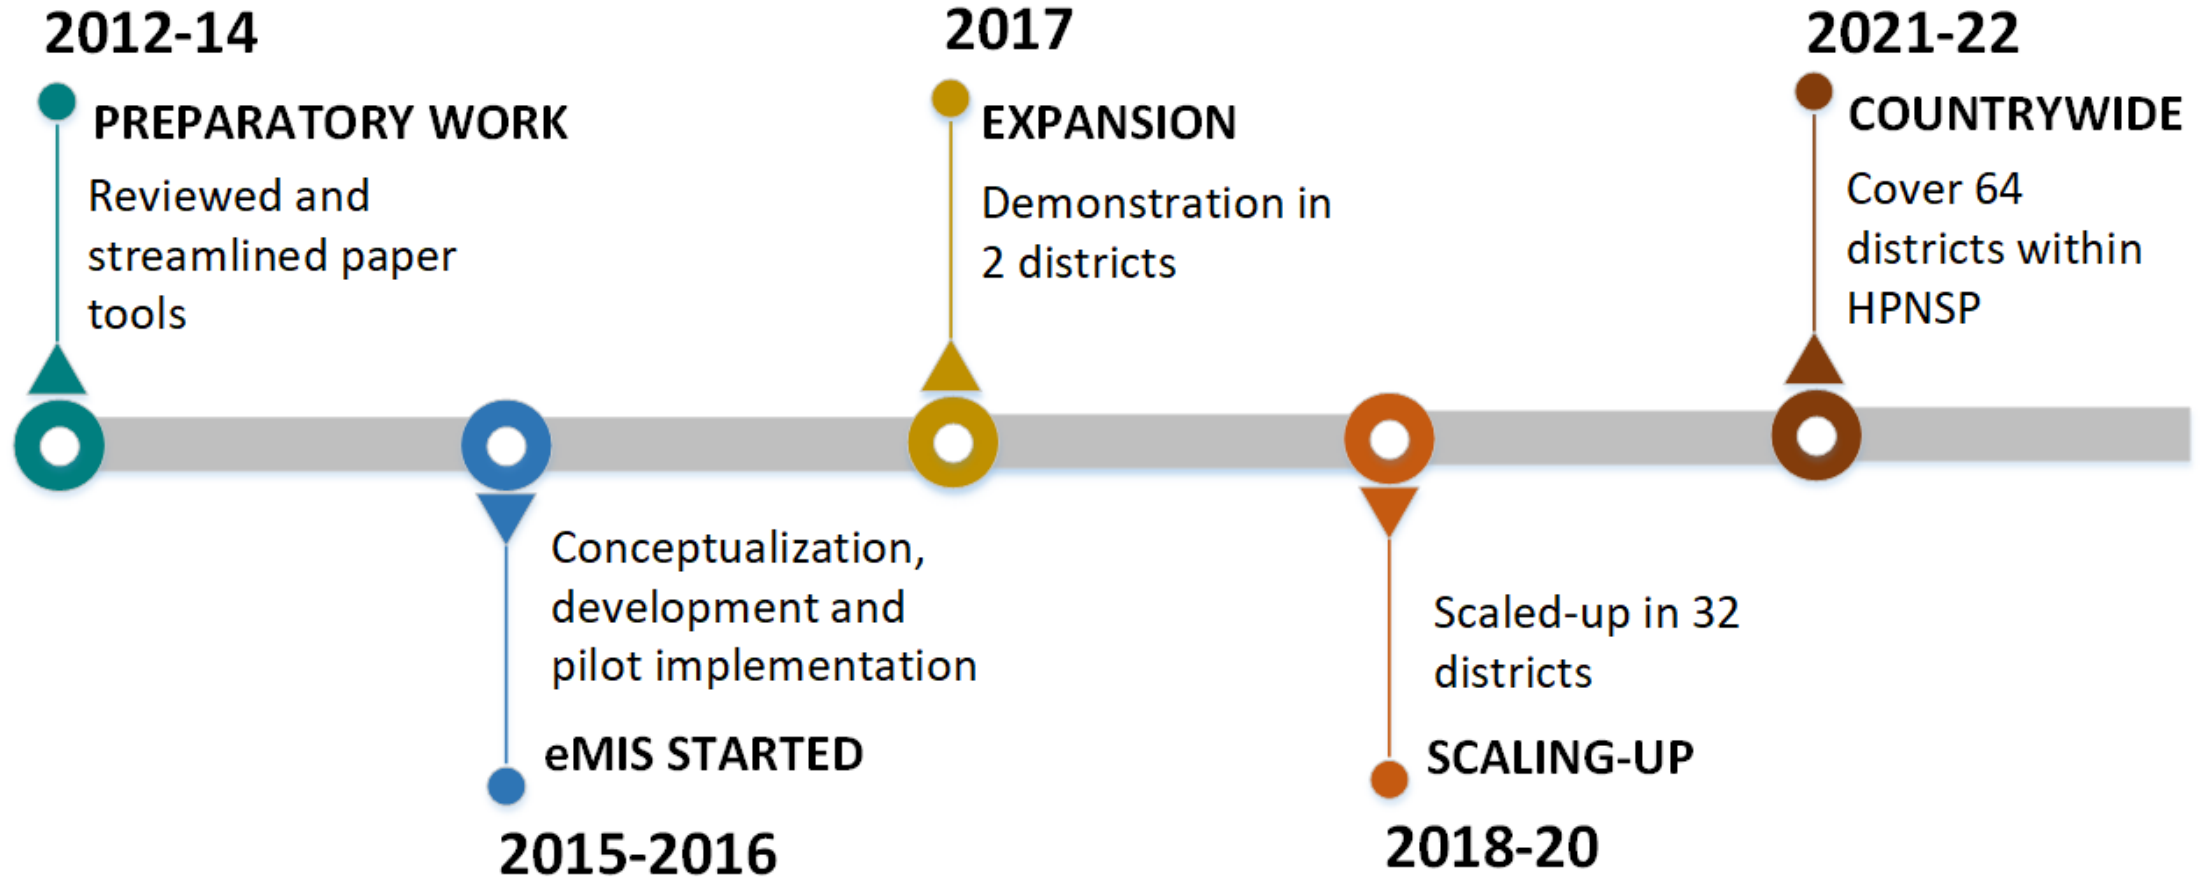 2012-14
PREPARATORY WORK
Reviewed and
streamlined paper
tools
Conceptualization,
development and
pilot implementation
eMIS STARTED
2015-2016
2017
EXPANSION
Demonstration in
2 districts
Scaled-up in 32
districts
SCALING-UP
2018-20
2021-22
COUNTRYWIDE
Cover 64
districts within
HPNSP